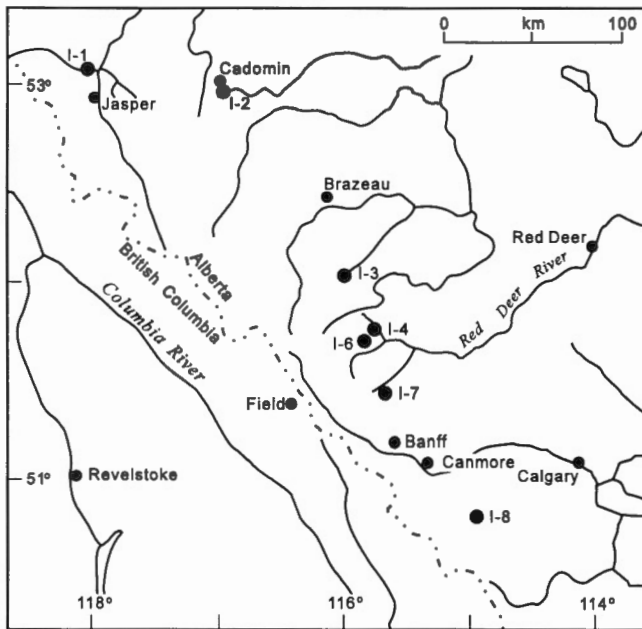 0 km 100
I-1
Cadomin
53°
I-2
Jasper
Brazeau
Red Deer
Alberta
British Columbia
I-3
Red Deer River
Columbia River
I-4
I-6
I-7
Field
Banff
Canmore
Calgary
Revelstoke
51°
I-8
118° 116° 114°